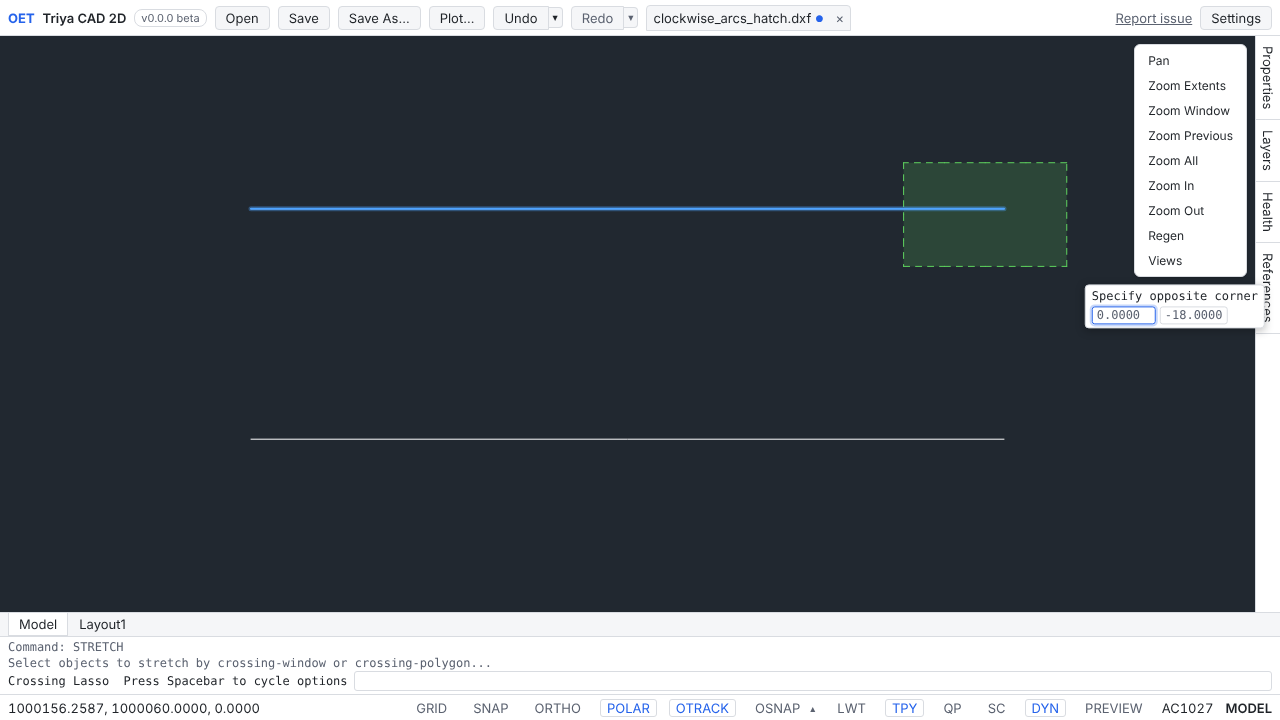 OET Triya CAD 2D v0.0.0 beta Open Save Save As... Plot... Undo ▾ Redo ▾ clockwise_arcs_hatch.dxf ● × Report issue Settings
Pan
Zoom Extents
Zoom Window
Zoom Previous
Zoom All
Zoom In
Zoom Out
Regen
Views
Properties
Layers
Health
References
Specify opposite corner
0.0000 -18.0000
Model Layout1
Command: STRETCH
Select objects to stretch by crossing-window or crossing-polygon...
Crossing Lasso Press Spacebar to cycle options
1000156.2587, 1000060.0000, 0.0000 GRID SNAP ORTHO POLAR OTRACK OSNAP ▴ LWT TPY QP SC DYN PREVIEW AC1027 MODEL